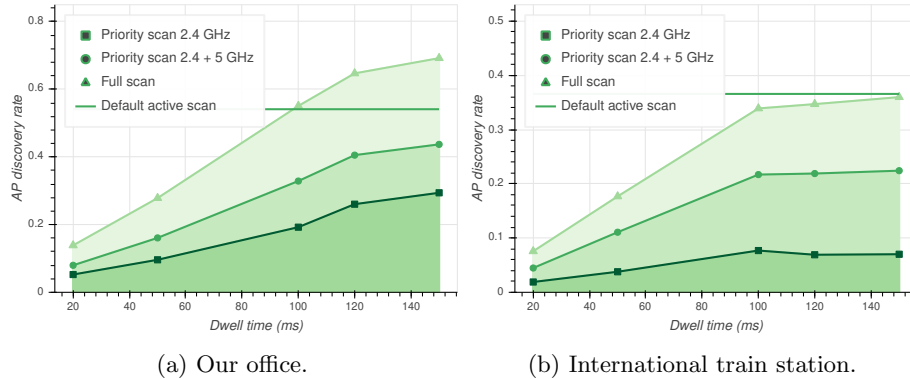 0.8
0.6
0.4
0.2
0
AP discovery rate
Priority scan 2.4 GHz
Priority scan 2.4 + 5 GHz
Full scan
Default active scan
20 40 60 80 100 120 140
Dwell time (ms)
(a) Our office.
0.5
0.4
0.3
0.2
0.1
0
AP discovery rate
Priority scan 2.4 GHz
Priority scan 2.4 + 5 GHz
Full scan
Default active scan
20 40 60 80 100 120 140
Dwell time (ms)
(b) International train station.